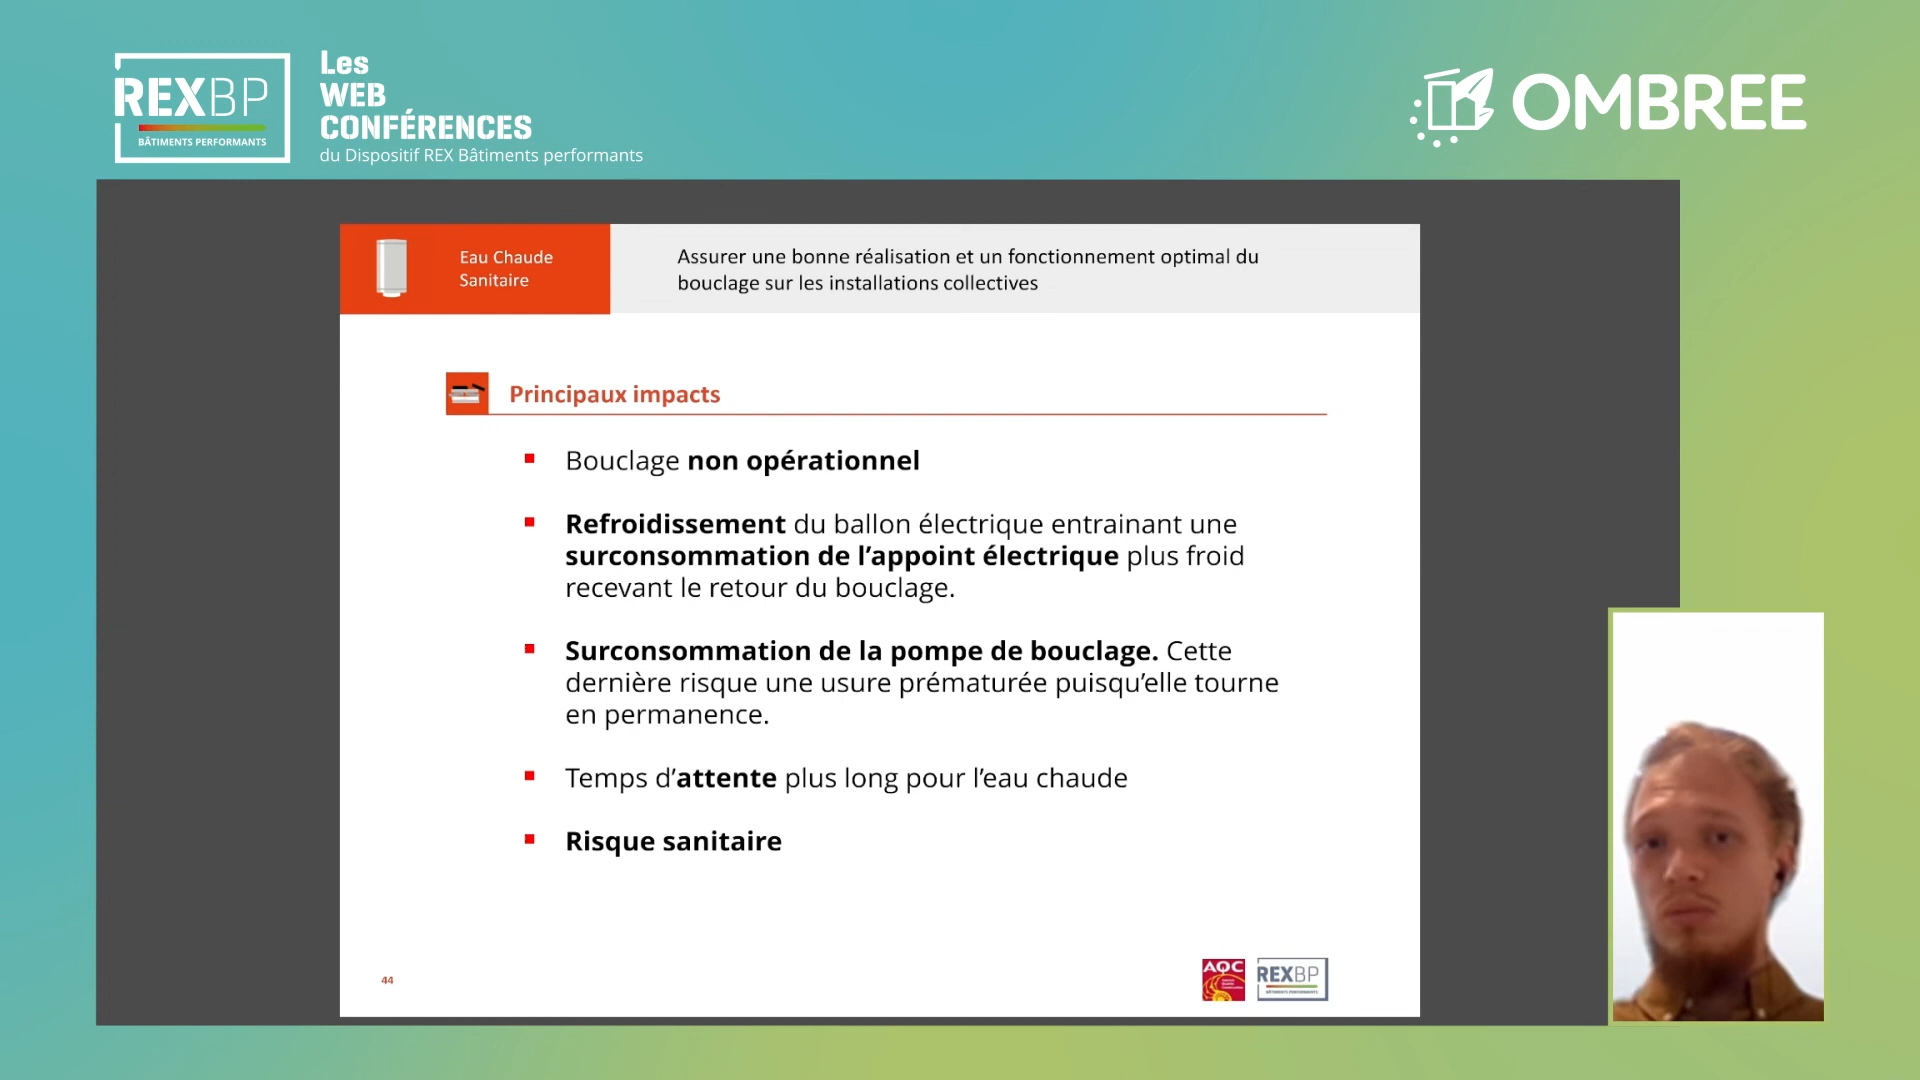 REXBP
BÂTIMENTS PERFORMANTS
Les
WEB
CONFÉRENCES
du Dispositif REX Bâtiments performants
OMBREE
Eau Chaude
Sanitaire
Assurer une bonne réalisation et un fonctionnement optimal du
bouclage sur les installations collectives
Principaux impacts
Bouclage non opérationnel
Refroidissement du ballon électrique entrainant une
surconsommation de l’appoint électrique plus froid
recevant le retour du bouclage.
Surconsommation de la pompe de bouclage. Cette
dernière risque une usure prématurée puisqu’elle tourne
en permanence.
Temps d’attente plus long pour l’eau chaude
Risque sanitaire
44
AQC
REXBP
BÂTIMENTS PERFORMANTS